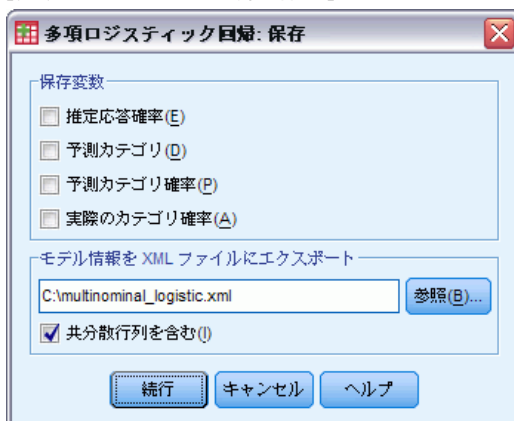 多項ロジスティック回帰: 保存
保存変数
推定応答確率(E)
予測カテゴリ(D)
予測カテゴリ確率(P)
実際のカテゴリ確率(A)
モデル情報を XML ファイルにエクスポート
C:\multinominal_logistic.xml
参照(B)...
共分散行列を含む(I)
続行 キャンセル ヘルプ